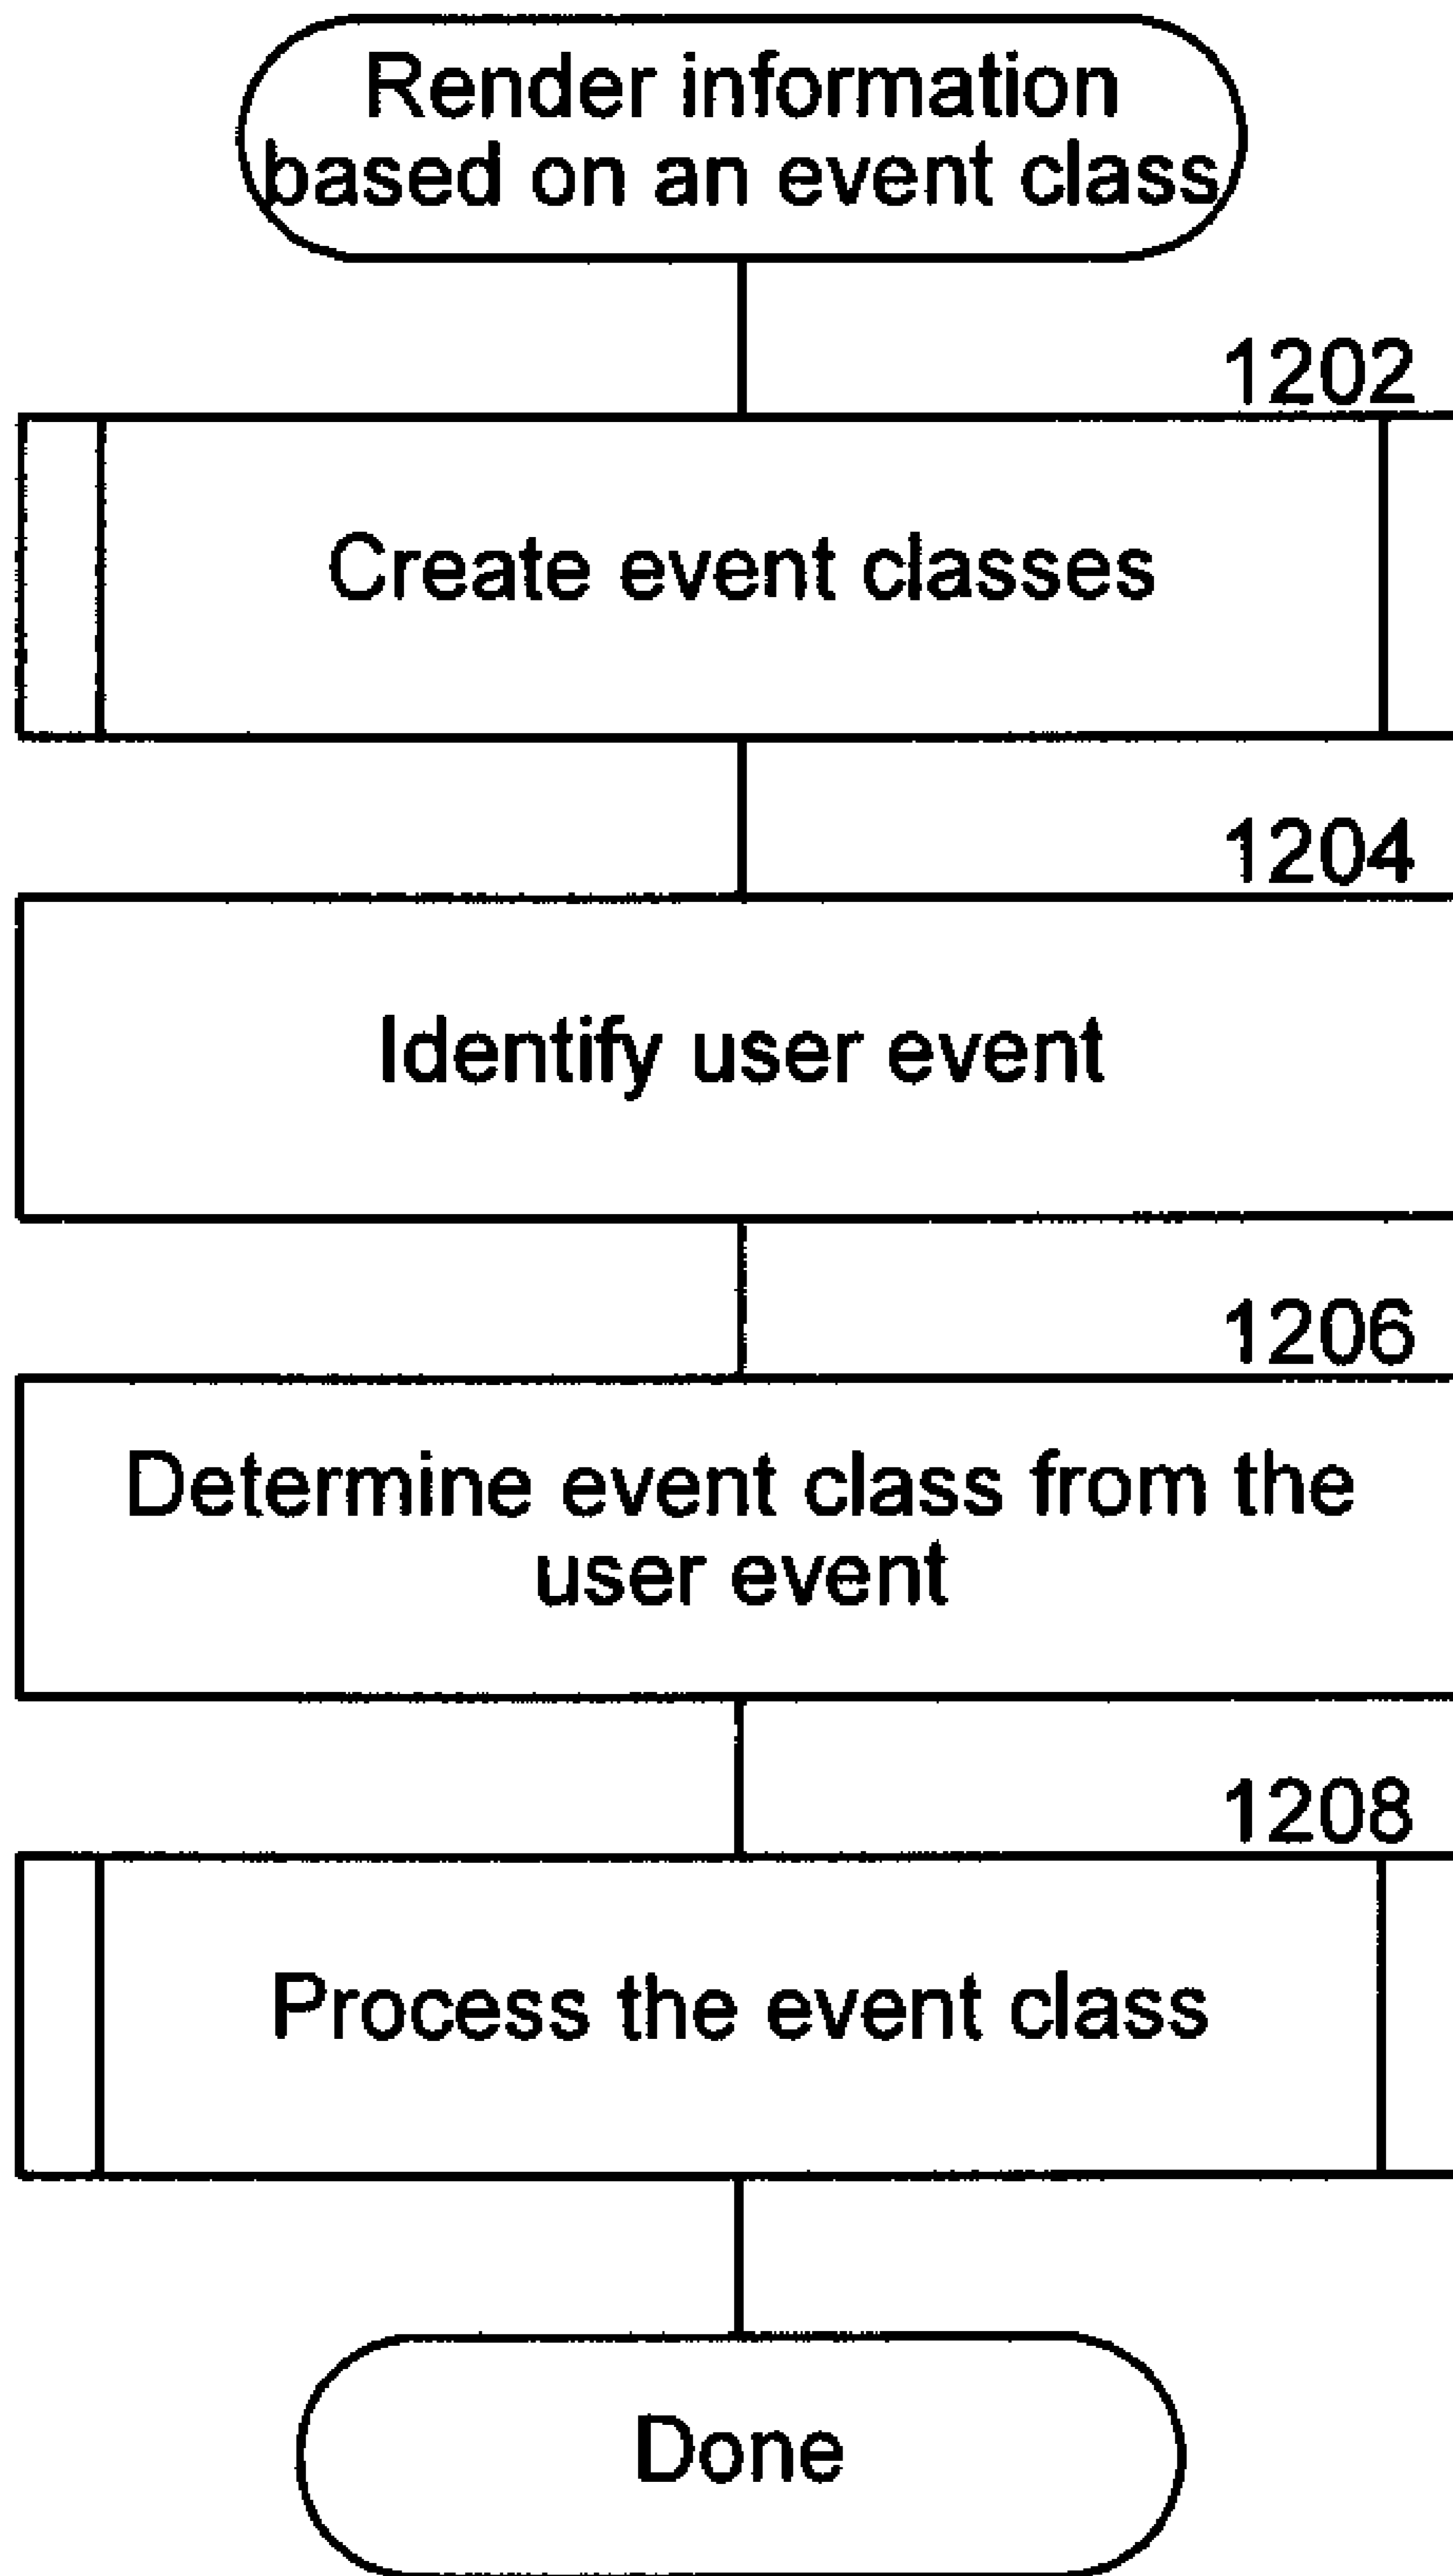 Render information
based on an event class
1202
Create event classes
1204
Identify user event
1206
Determine event class from the
user event
1208
Process the event class
Done